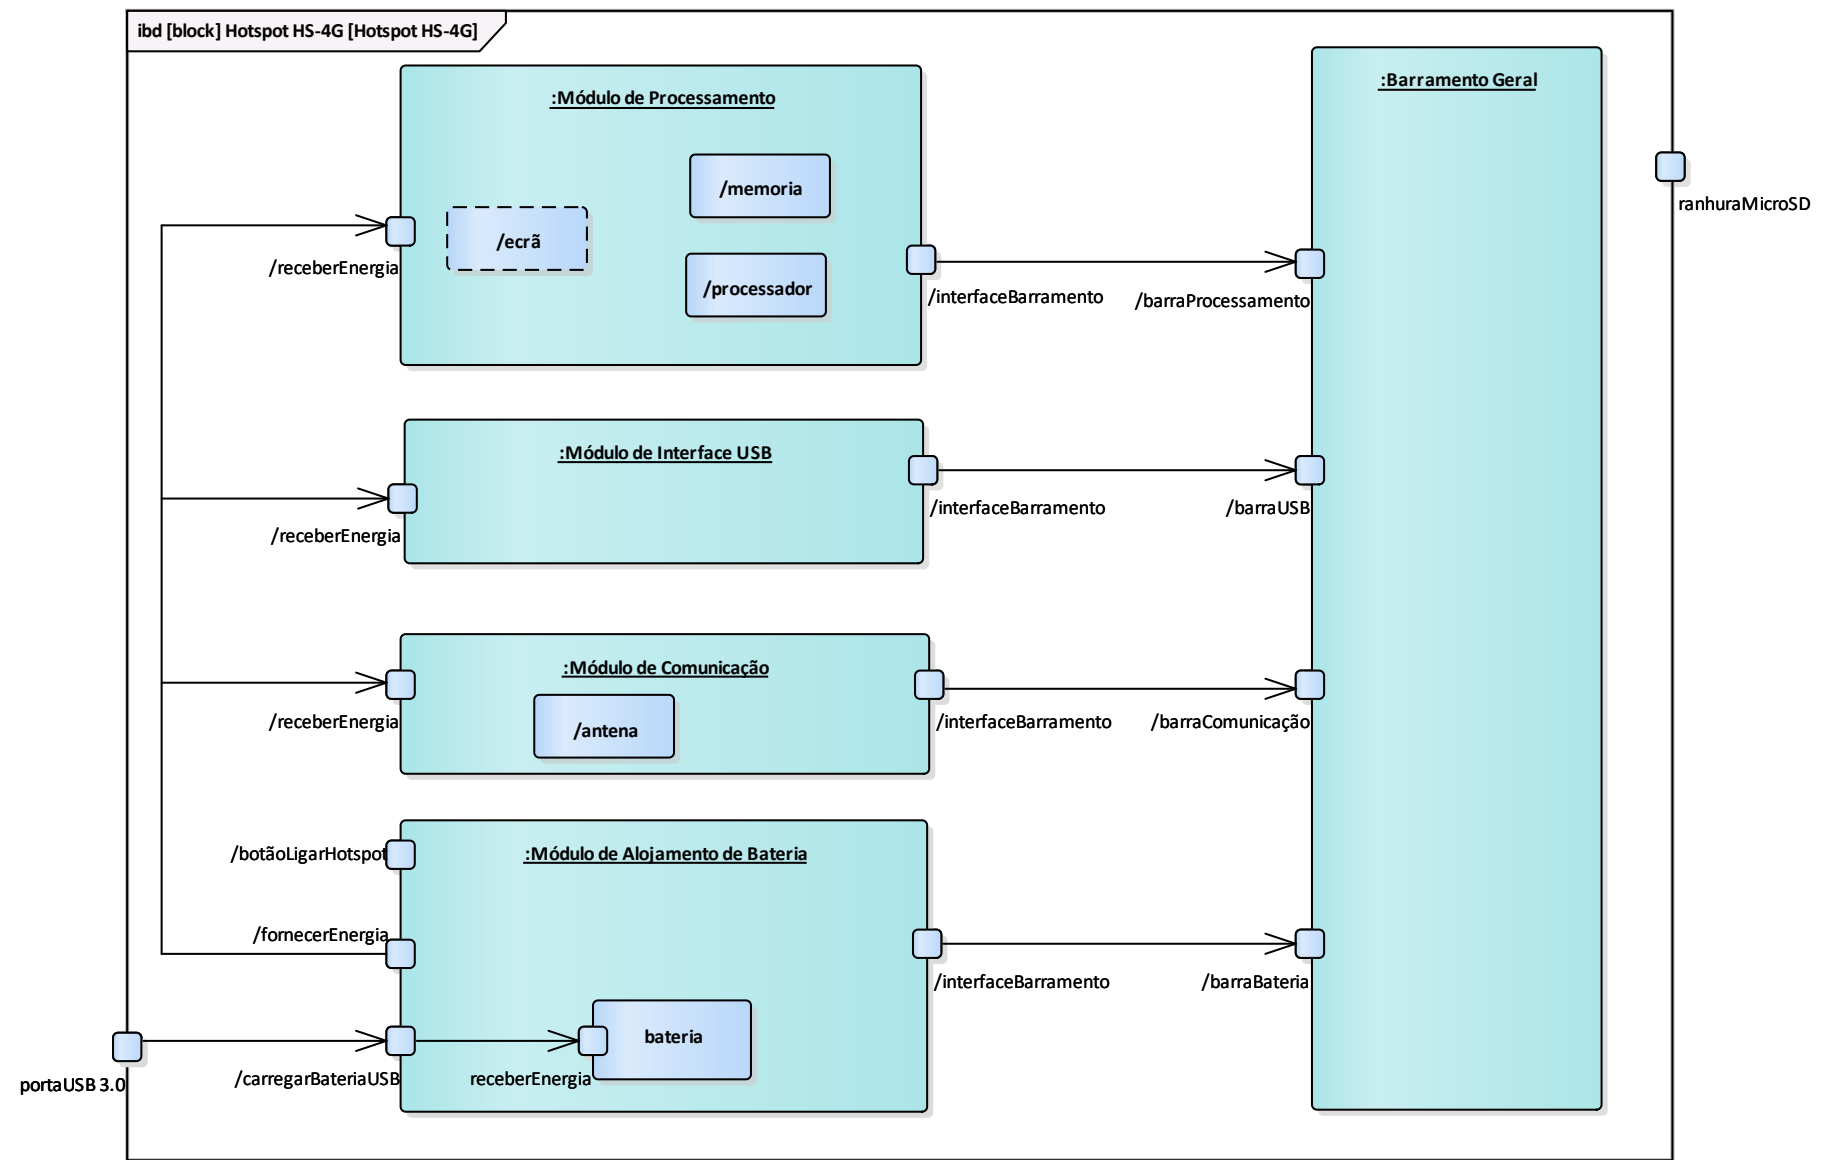 ibd [block] Hotspot HS-4G [Hotspot HS-4G]
:Barramento Geral
:Módulo de Processamento
/memoria
ranhuraMicroSD
/ecrã
/receberEnergia
/processador
/interfaceBarramento
/barraProcessamento
:Módulo de Interface USB
/interfaceBarramento
/barraUSB
/receberEnergia
:Módulo de Comunicação
/receberEnergia
/interfaceBarramento
/barraComunicação
/antena
/botãoLigarHotspot
:Módulo de Alojamento de Bateria
/fornecerEnergia
/interfaceBarramento
/barraBateria
bateria
portaUSB 3.0
/carregarBateriaUSB
receberEnergia